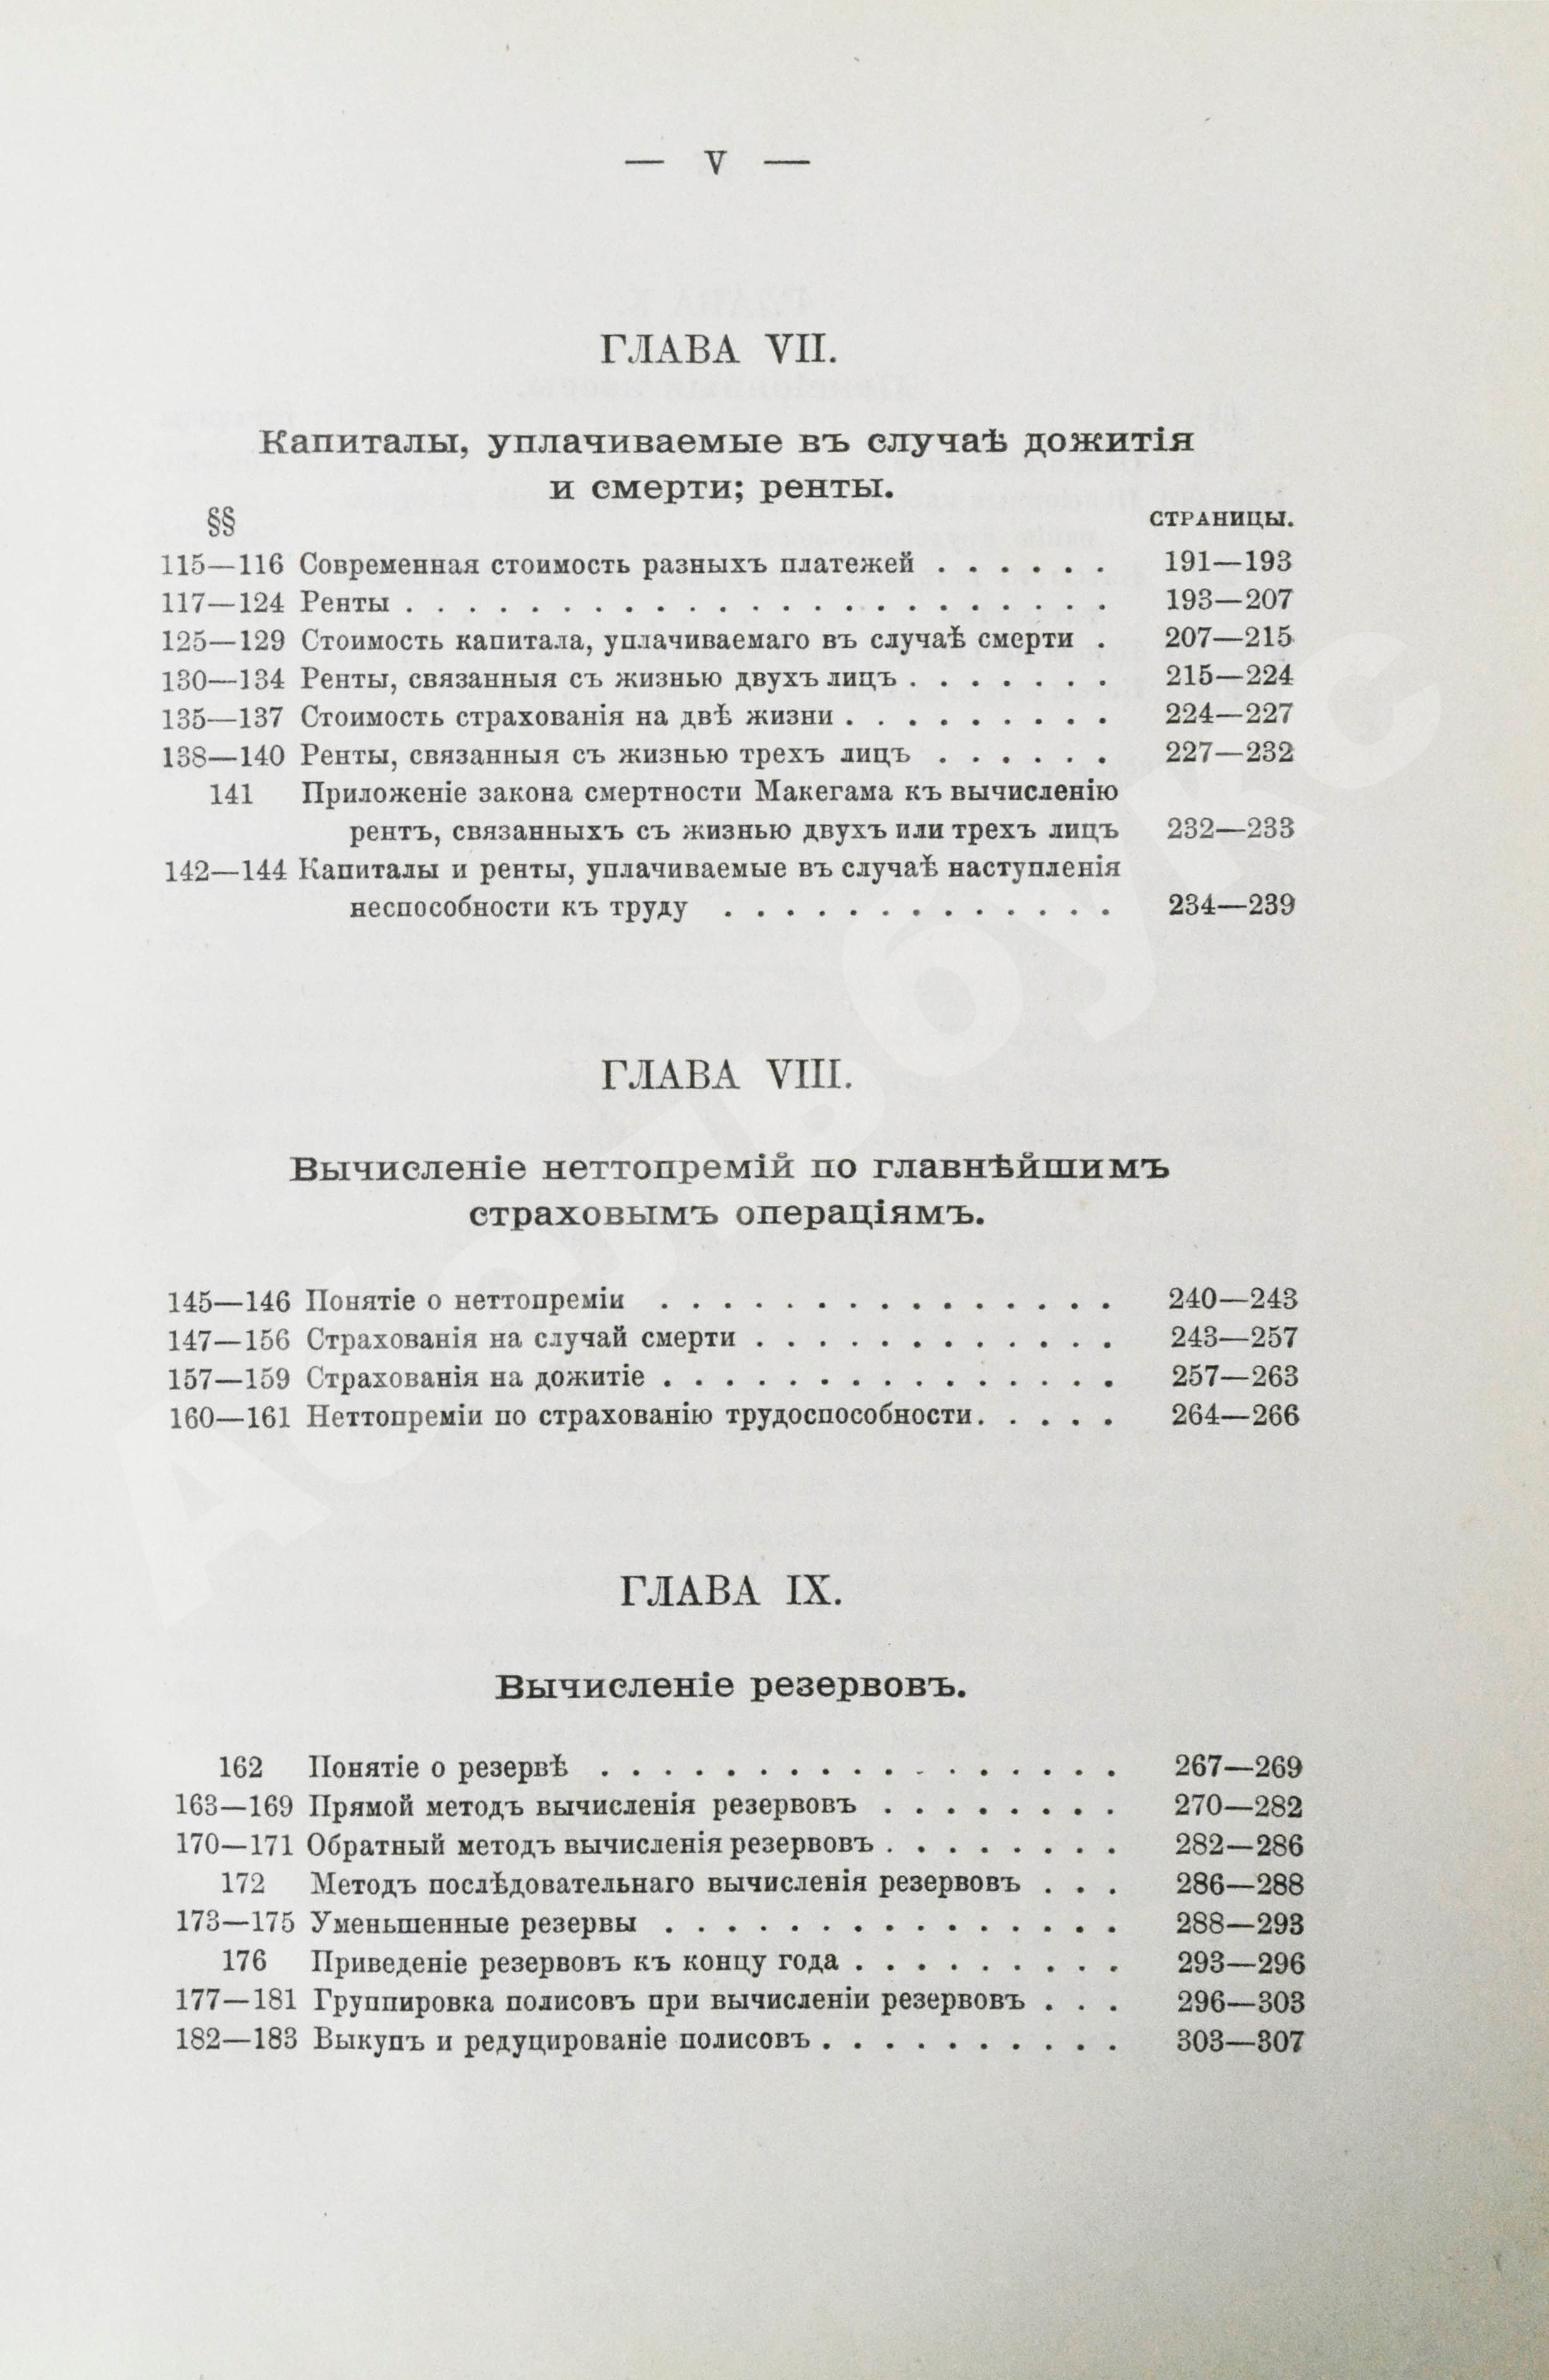 — V —
ГЛАВА VII.
Капиталы, уплачиваемые въ случаѣ дожитія
и смерти; ренты.
§§ СТРАНИЦЫ.
115—116 Современная стоимость разныхъ платежей . . . . . . 191—193
117—124 Ренты . . . . . . . . . . . . . . . . . . . . . . . 193—207
125—129 Стоимость капитала, уплачиваемаго въ случаѣ смерти . 207—215
130—134 Ренты, связанныя съ жизнью двухъ лицъ . . . . . . . 215—224
135—137 Стоимость страхованія на двѣ жизни . . . . . . . . . 224—227
138—140 Ренты, связанныя съ жизнью трехъ лицъ . . . . . . 227—232
141 Приложеніе закона смертности Макегама къ вычисленію
рентъ, связанныхъ съ жизнью двухъ или трехъ лицъ 232—233
142—144 Капиталы и ренты, уплачиваемые въ случаѣ наступленія
неспособности къ труду . . . . . . . . . . . . . 234—239
ГЛАВА VIII.
Вычисленіе неттопремій по главнѣйшимъ
страховымъ операціямъ.
145—146 Понятіе о неттопреміи . . . . . . . . . . . . . . . 240—243
147—156 Страхованія на случай смерти . . . . . . . . . . . . 243—257
157—159 Страхованія на дожитіе . . . . . . . . . . . . . . . 257—263
160—161 Неттопреміи по страхованію трудоспособности. . . . . 264—266
ГЛАВА IX.
Вычисленіе резервовъ.
162 Понятіе о резервѣ . . . . . . . . . . . . . . . . . 267—269
163—169 Прямой методъ вычисленія резервовъ . . . . . . . . 270—282
170—171 Обратный методъ вычисленія резервовъ . . . . . . . . 282—286
172 Методъ послѣдовательнаго вычисленія резервовъ . . . 286—288
173—175 Уменьшенные резервы . . . . . . . . . . . . . . . 288—293
176 Приведеніе резервовъ къ концу года . . . . . . . . . 293—296
177—181 Группировка полисовъ при вычисленіи резервовъ . . . 296—303
182—183 Выкупъ и редуцированіе полисовъ . . . . . . . . . . 303—307